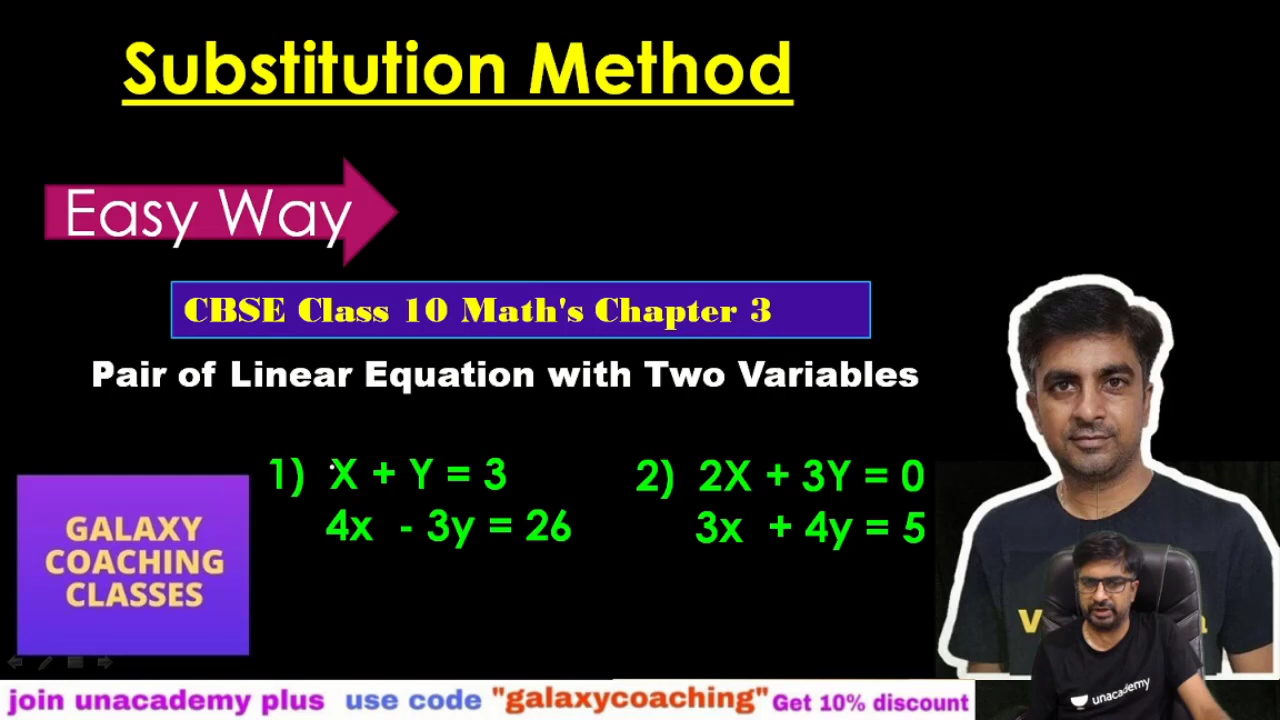 Substitution Method
Easy Way
CBSE Class 10 Math's Chapter 3
Pair of Linear Equation with Two Variables
1) X + Y = 3
4x - 3y = 26
2) 2X + 3Y = 0
3x + 4y = 5
GALAXY
COACHING
CLASSES
unacademy
join unacademy plus use code "galaxycoaching" Get 10% discount